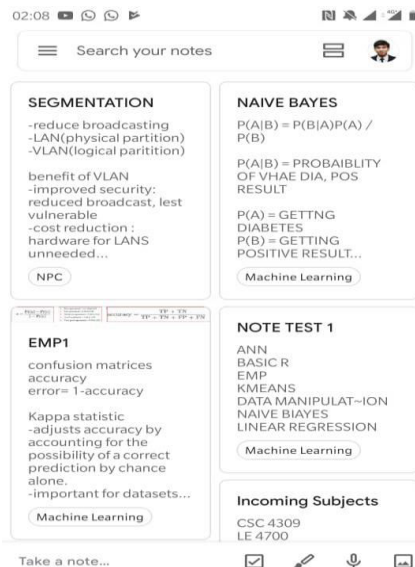 02:08
Search your notes
SEGMENTATION
-reduce broadcasting
-LAN(physical partition)
-VLAN(logical paritition)
benefit of VLAN
-improved security:
reduced broadcast, lest
vulnerable
-cost reduction :
hardware for LANS
unneeded...
NPC
NAIVE BAYES
P(A|B) = P(B|A)P(A) /
P(B)
P(A|B) = PROBAIBLITY
OF VHAE DIA, POS
RESULT
P(A) = GETTNG
DIABETES
P(B) = GETTING
POSITIVE RESULT...
Machine Learning
TP + TN
TP + TN + FP + FN
EMP1
confusion matrices
accuracy
error= 1-accuracy
Kappa statistic
-adjusts accuracy by
accounting for the
possibility of a correct
prediction by chance
alone.
-important for datasets...
Machine Learning
NOTE TEST 1
ANN
BASIC R
EMP
KMEANS
DATA MANIPULAT~ION
NAIVE BIAYES
LINEAR REGRESSION
Machine Learning
Incoming Subjects
CSC 4309
LE 4700
Take a note...